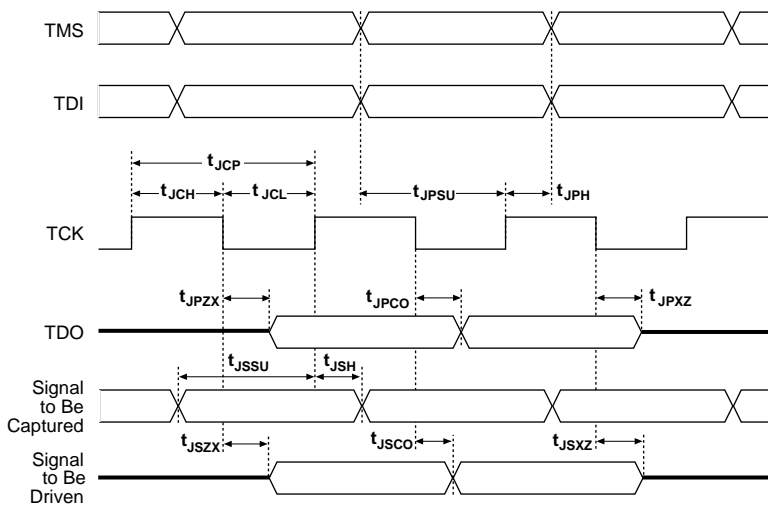 TMS
TDI
tJCP
tJCH
tJCL
tJPSU
tJPH
TCK
tJPZX
tJPCO
tJPXZ
TDO
tJSSU
tJSH
Signal
to Be
Captured
tJSZX
tJSCO
tJSXZ
Signal
to Be
Driven